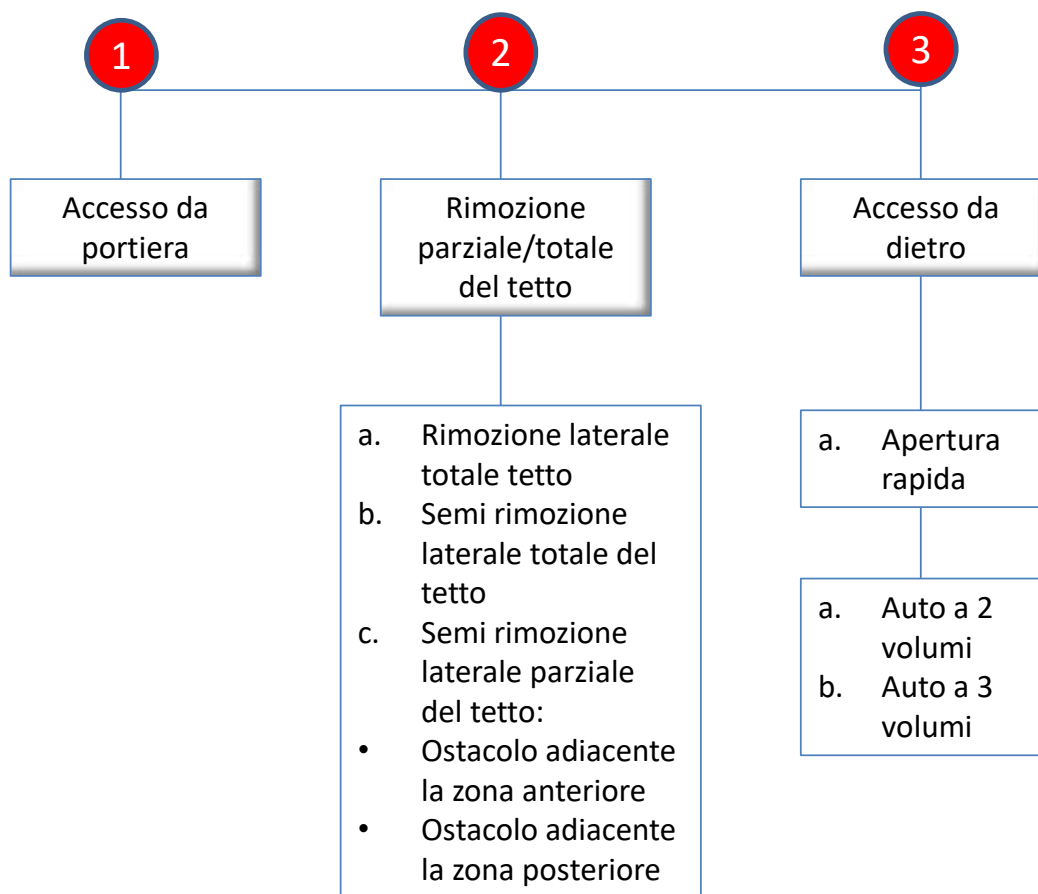 1
2
3
Accesso da
portiera
Rimozione
parziale/totale
del tetto
Accesso da
dietro
a. Rimozione laterale
totale tetto
b. Semi rimozione
laterale totale del
tetto
c. Semi rimozione
laterale parziale
del tetto:
• Ostacolo adiacente
la zona anteriore
• Ostacolo adiacente
la zona posteriore
a. Apertura
rapida
a. Auto a 2
volumi
b. Auto a 3
volumi